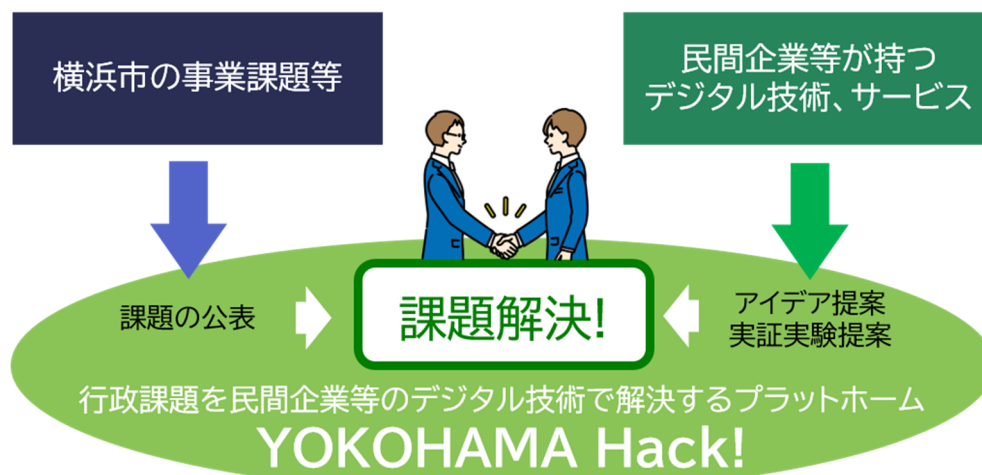 横浜市の事業課題等
民間企業等が持つ
デジタル技術、サービス
課題の公表
課題解決!
アイデア提案
実証実験提案
行政課題を民間企業等のデジタル技術で解決するプラットホーム
YOKOHAMA Hack!